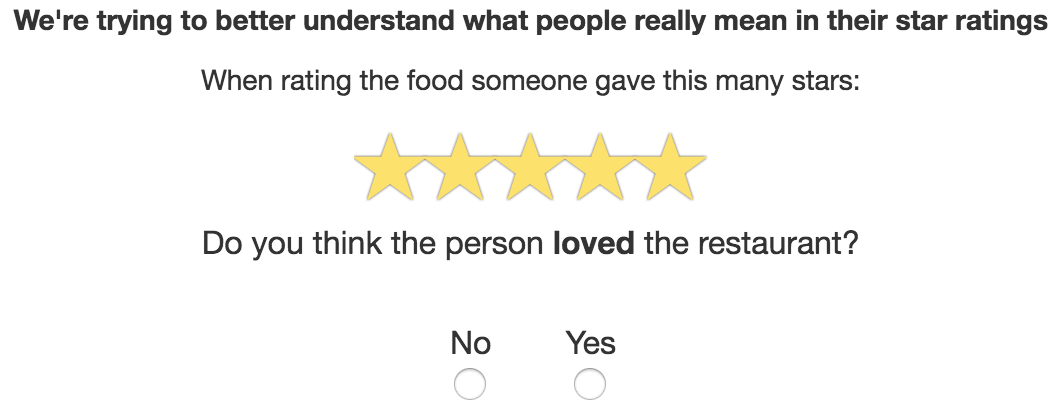 We're trying to better understand what people really mean in their star ratings
When rating the food someone gave this many stars:
Do you think the person loved the restaurant?
No Yes